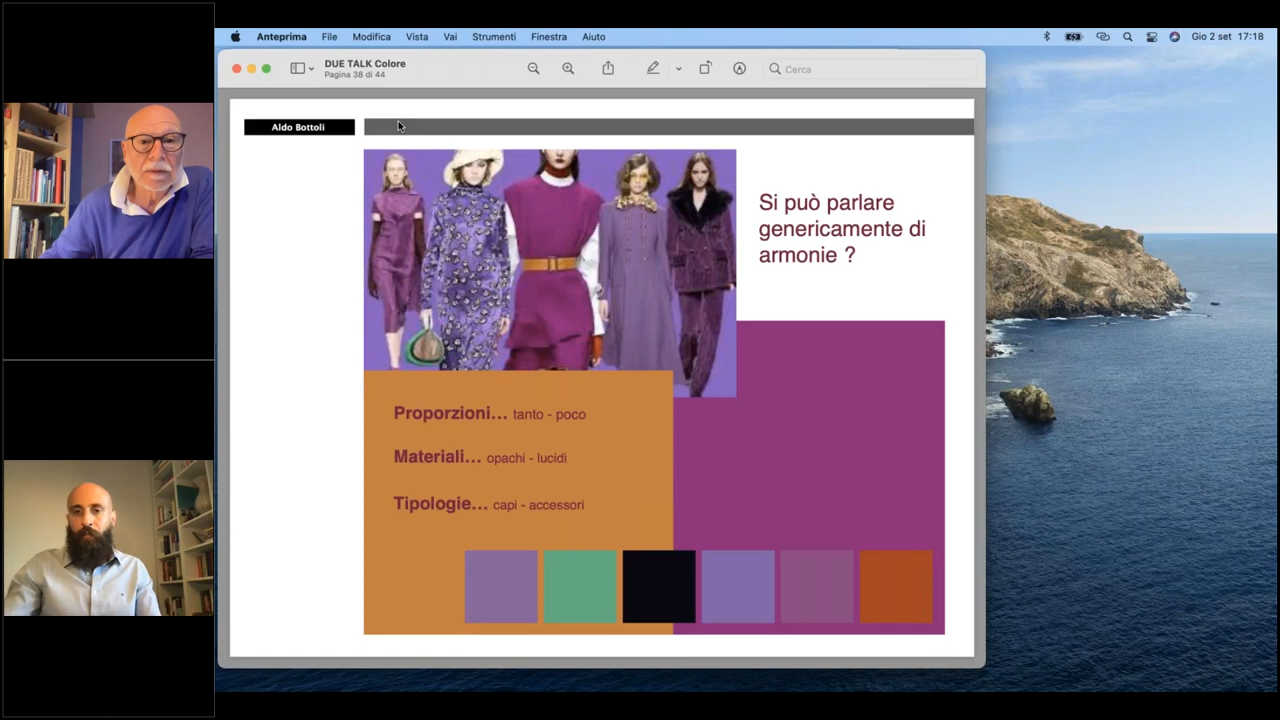 Anteprima File Modifica Vista Vai Strumenti Finestra Aiuto Gio 2 set 17:18
DUE TALK Colore
Pagina 38 di 44
Cerca
Aldo Bottoli
Si può parlare
genericamente di
armonie ?
Proporzioni... tanto - poco
Materiali... opachi - lucidi
Tipologie... capi - accessori